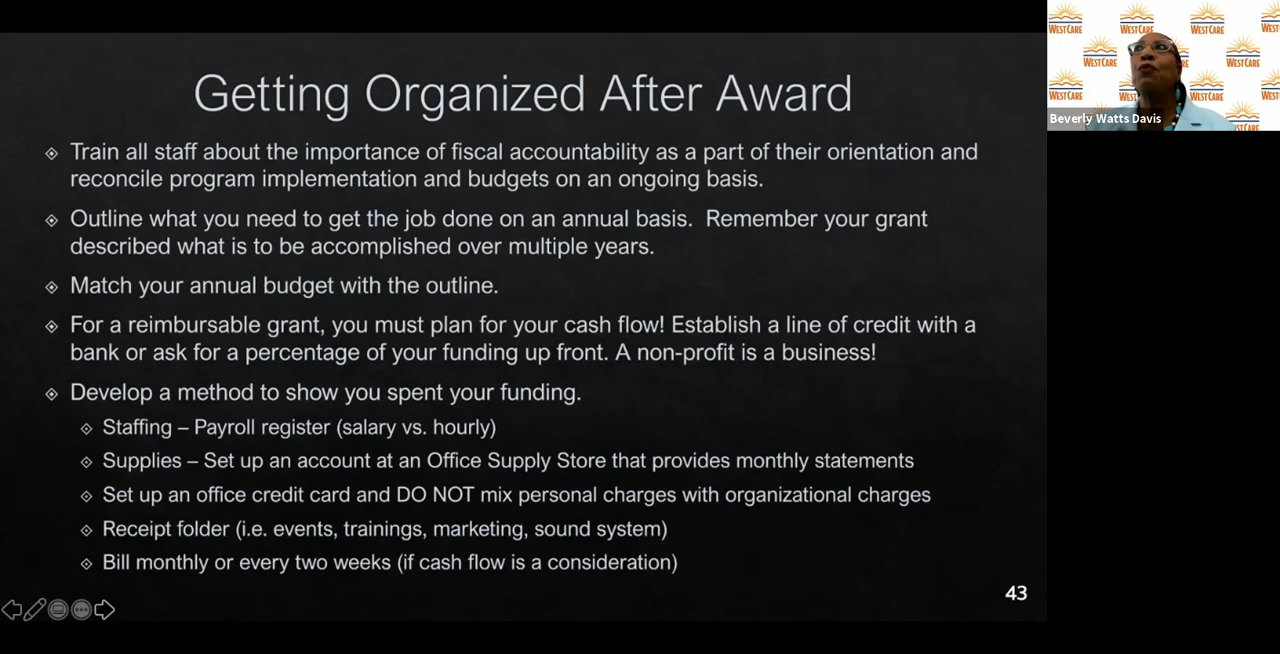 Getting Organized After Award
Train all staff about the importance of fiscal accountability as a part of their orientation and
reconcile program implementation and budgets on an ongoing basis.
Outline what you need to get the job done on an annual basis. Remember your grant
described what is to be accomplished over multiple years.
Match your annual budget with the outline.
For a reimbursable grant, you must plan for your cash flow! Establish a line of credit with a
bank or ask for a percentage of your funding up front. A non-profit is a business!
Develop a method to show you spent your funding.
Staffing – Payroll register (salary vs. hourly)
Supplies – Set up an account at an Office Supply Store that provides monthly statements
Set up an office credit card and DO NOT mix personal charges with organizational charges
Receipt folder (i.e. events, trainings, marketing, sound system)
Bill monthly or every two weeks (if cash flow is a consideration)
43
WESTCARE WESTCARE WESTCARE
WESTCARE WESTCARE
WESTCARE WEST WESTCARE
Beverly Watts Davis